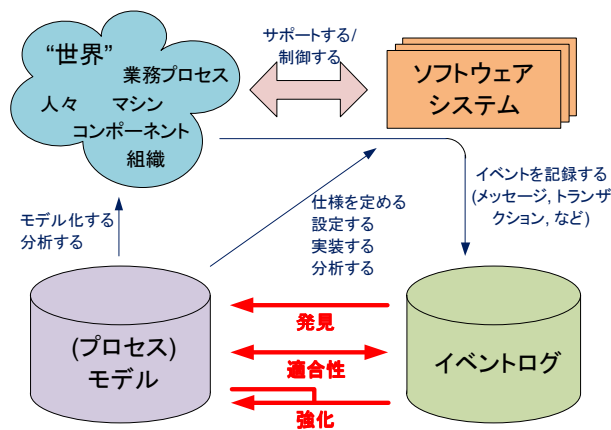 “世界”
業務プロセス
人々 マシン
コンポーネント
組織
サポートする/
制御する
ソフトウェア
システム
モデル化する
分析する
仕様を定める
設定する
実装する
分析する
イベントを記録する
(メッセージ, トランザ
クション, など)
(プロセス)
モデル
発見
適合性
強化
イベントログ